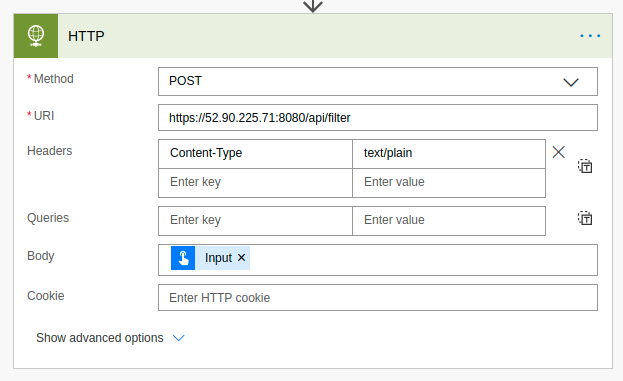 HTTP
* Method
POST
* URI
https://52.90.225.71:8080/api/filter
Headers
Content-Type
text/plain
Enter key
Enter value
Queries
Enter key
Enter value
Body
Input
Cookie
Enter HTTP cookie
Show advanced options